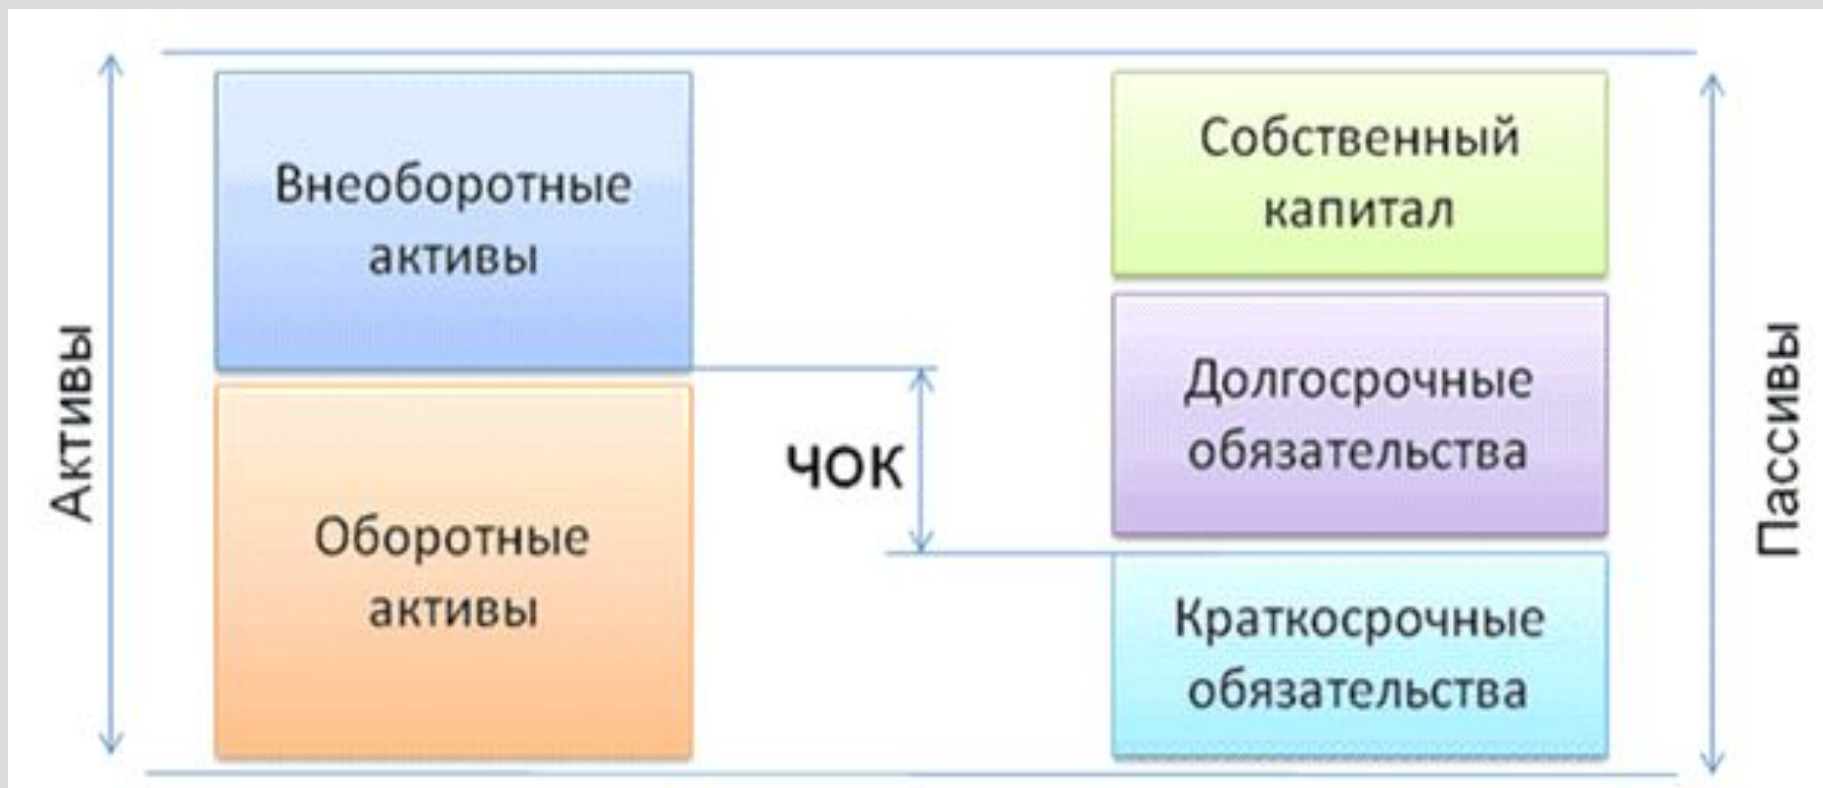 Активы
Внеоборотные
активы
Оборотные
активы
ЧОК
Собственный
капитал
Долгосрочные
обязательства
Краткосрочные
обязательства
Пассивы